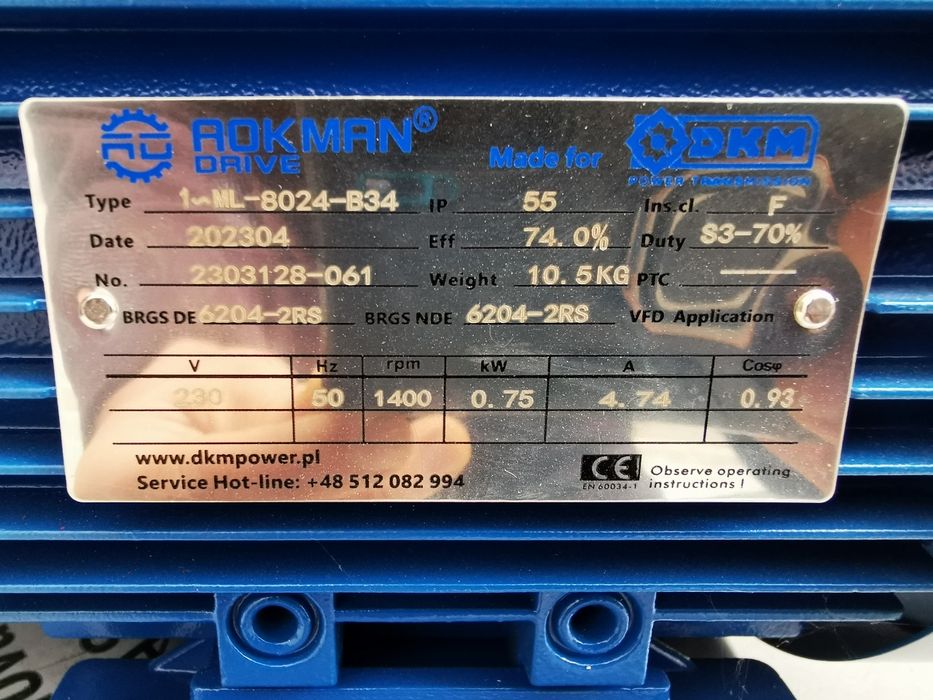 AOKMAN®
DRIVE
Made for DKM
POWER TRANSMISSION
Type 1~ML-8024-B34 IP 55 Ins.cl. F
Date 202304 Eff 74.0% Duty S3-70%
No. 2303128-061 Weight 10.5KG PTC —
BRGS DE 6204-2RS BRGS NDE 6204-2RS VFD Application
V Hz rpm kW A Cosφ
230 50 1400 0.75 4.74 0.93
www.dkmpower.pl
Service Hot-line: +48 512 082 994
CE
EN 60034-1
Observe operating
instructions !